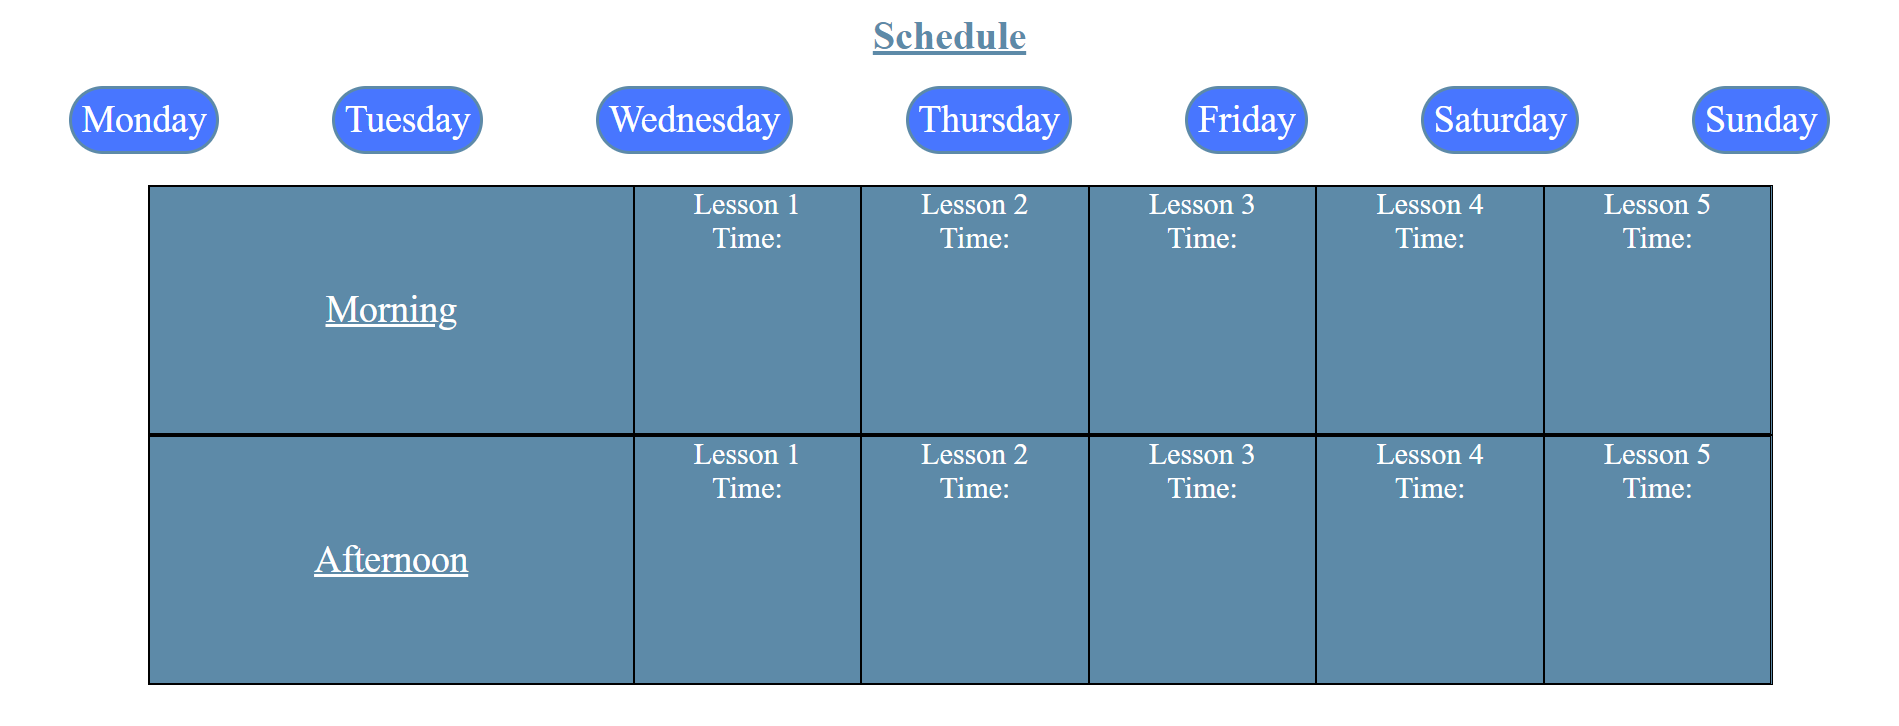 Schedule
Monday Tuesday Wednesday Thursday Friday Saturday Sunday
Morning
Lesson 1
Time:
Lesson 2
Time:
Lesson 3
Time:
Lesson 4
Time:
Lesson 5
Time:
Afternoon
Lesson 1
Time:
Lesson 2
Time:
Lesson 3
Time:
Lesson 4
Time:
Lesson 5
Time: